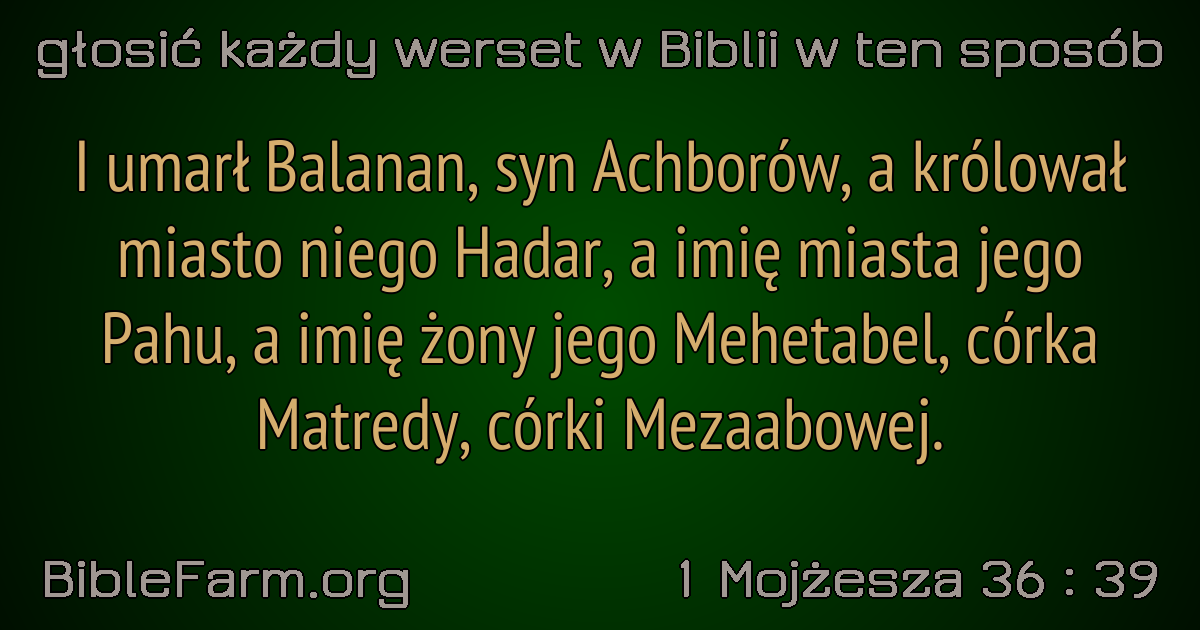 głosić każdy werset w Biblii w ten sposób
I umarł Balanan, syn Achborów, a królował
miasto niego Hadar, a imię miasta jego
Pahu, a imię żony jego Mehetabel, córka
Matredy, córki Mezaabowej.
BibleFarm.org
1 Mojżesza 36 : 39